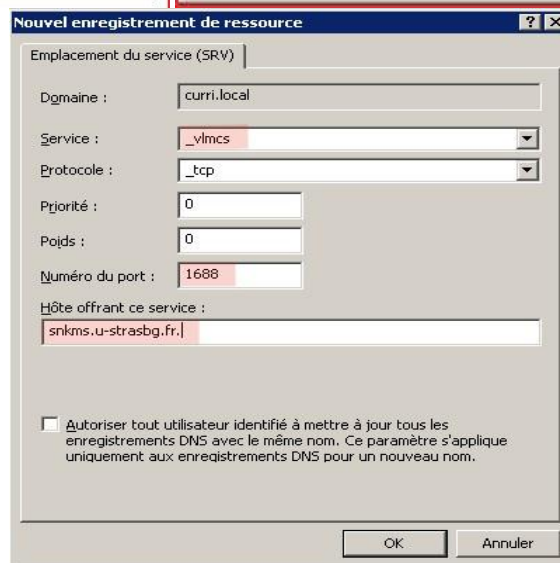 Nouvel enregistrement de ressource
Emplacement du service (SRV)
Domaine : curri.local
Service : _vlmcs
Protocole : _tcp
Priorité : 0
Poids : 0
Numéro du port : 1688
Hôte offrant ce service :
snkms.u-strasbg.fr.
Autoriser tout utilisateur identifié à mettre à jour tous les
enregistrements DNS avec le même nom. Ce paramètre s'applique
uniquement aux enregistrements DNS pour un nouveau nom.
OK Annuler